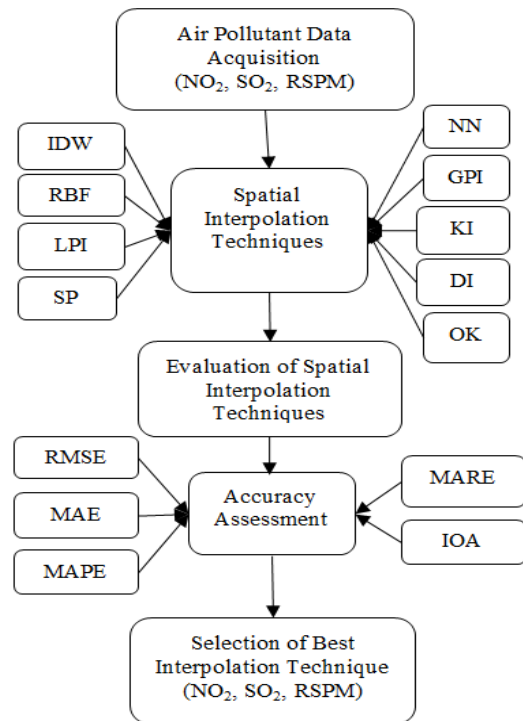 Air Pollutant Data
Acquisition
(NO₂, SO₂, RSPM)
IDW
RBF
LPI
SP
Spatial
Interpolation
Techniques
NN
GPI
KI
DI
OK
Evaluation of Spatial
Interpolation
Techniques
RMSE
MAE
MAPE
Accuracy
Assessment
MARE
IOA
Selection of Best
Interpolation Technique
(NO₂, SO₂, RSPM)